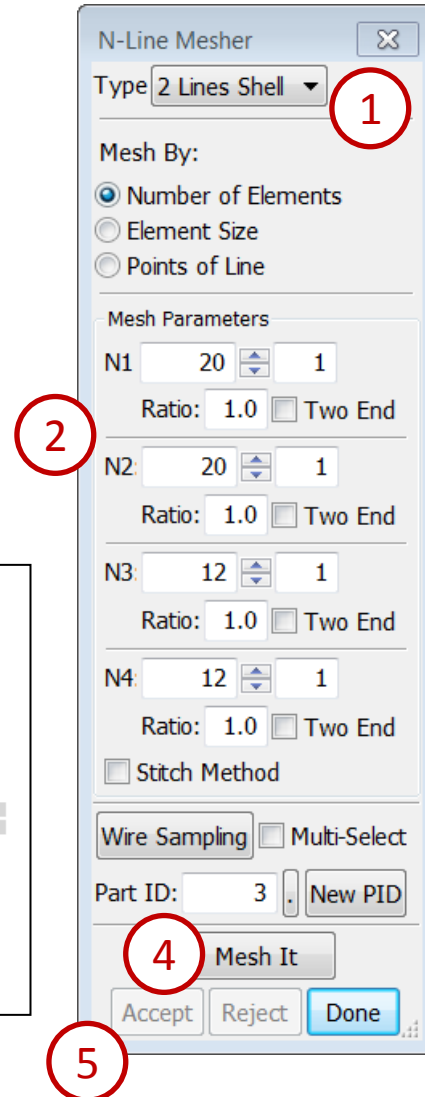 N-Line Mesher
Type 2 Lines Shell
1
Mesh By:
Number of Elements
Element Size
Points of Line
Mesh Parameters
N1 20 1
Ratio: 1.0 Two End
2
N2: 20 1
Ratio: 1.0 Two End
N3: 12 1
Ratio: 1.0 Two End
N4: 12 1
Ratio: 1.0 Two End
Stitch Method
Wire Sampling Multi-Select
Part ID: 3 . New PID
4 Mesh It
Accept Reject Done
5